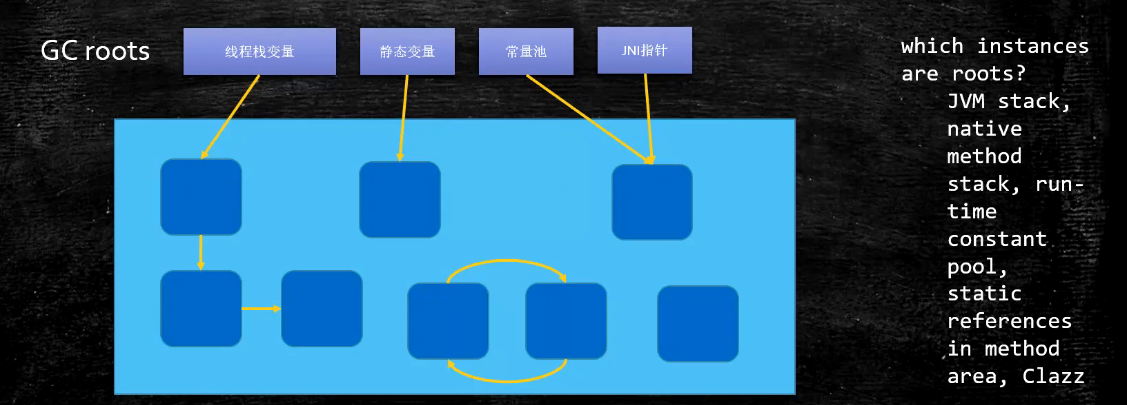 GC roots
线程栈变量
静态变量
常量池
JNI指针
which instances
are roots?
JVM stack,
native
method
stack, run-
time
constant
pool,
static
references
in method
area, Clazz